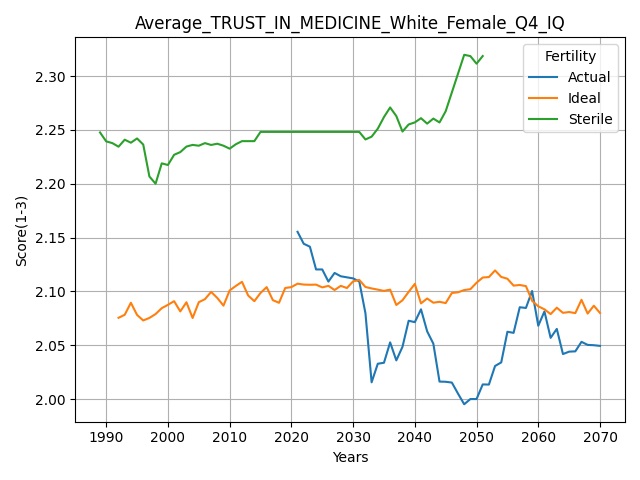 Average_TRUST_IN_MEDICINE_White_Female_Q4_IQ
Score(1-3)
2.30
2.25
2.20
2.15
2.10
2.05
2.00
Fertility
Actual
Ideal
Sterile
1990 2000 2010 2020 2030 2040 2050 2060 2070
Years